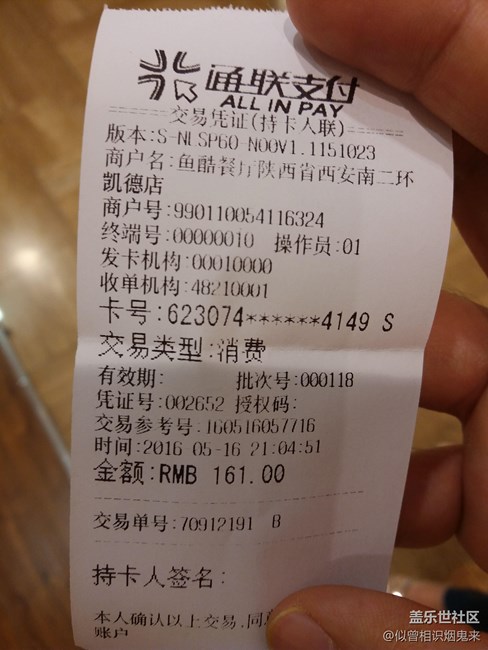 通联支付
ALL IN PAY
交易凭证(持卡人联)
版本:S-NLSP60-N00V1.1151023
商户名:鱼酷餐厅陕西省西安南二环
凯德店
商户号:990110054116324
终端号:00000010 操作员:01
发卡机构:00010000
收单机构:48210001
卡号:623074******4149 S
交易类型:消费
有效期: 批次号:000118
凭证号:002652 授权码:
交易参考号:160516057716
时间:2016-05-16 21:04:51
金额:RMB 161.00
交易单号:70912191 B
持卡人签名:
本人确认以上交易,同意
账户
盖乐世社区
@似曾相识烟鬼来